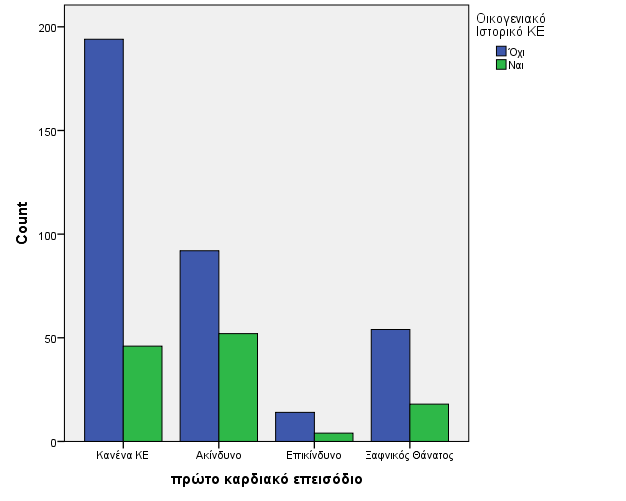 Οικογενιακό
Ιστορικό ΚΕ
Όχι
Ναι
200
150
100
50
0
Count
Κανένα ΚΕ
Ακίνδυνο
Επικίνδυνο
Ξαφνικός Θάνατος
πρώτο καρδιακό επεισόδιο